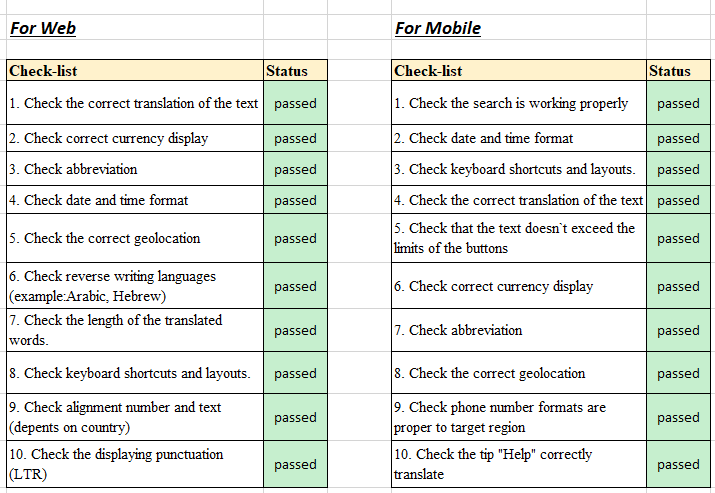 For Web
Check-list Status
1. Check the correct translation of the text passed
2. Check correct currency display passed
3. Check abbreviation passed
4. Check date and time format passed
5. Check the correct geolocation passed
6. Check reverse writing languages
(example:Arabic, Hebrew) passed
7. Check the length of the translated
words. passed
8. Check keyboard shortcuts and layouts. passed
9. Check alignment number and text
(depents on country) passed
10. Check the displaying punctuation
(LTR) passed
For Mobile
Check-list Status
1. Check the search is working properly passed
2. Check date and time format passed
3. Check keyboard shortcuts and layouts. passed
4. Check the correct translation of the text passed
5. Check that the text doesn`t exceed the
limits of the buttons passed
6. Check correct currency display passed
7. Check abbreviation passed
8. Check the correct geolocation passed
9. Check phone number formats are
proper to target region passed
10. Check the tip "Help" correctly
translate passed